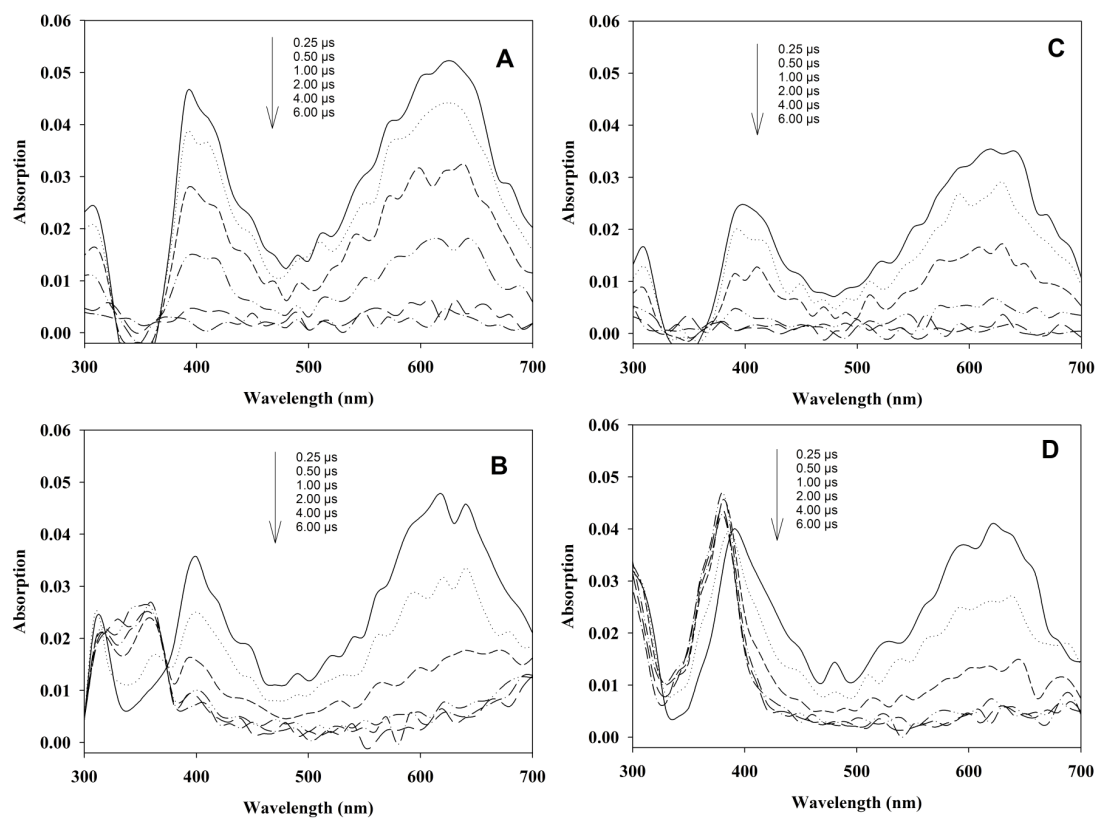 A
0.06
0.05
0.04
0.03
0.02
0.01
0.00
Absorption
0.25 µs
0.50 µs
1.00 µs
2.00 µs
4.00 µs
6.00 µs
300 400 500 600 700
Wavelength (nm)
C
0.06
0.05
0.04
0.03
0.02
0.01
0.00
Absorption
0.25 µs
0.50 µs
1.00 µs
2.00 µs
4.00 µs
6.00 µs
300 400 500 600 700
Wavelength (nm)
B
0.06
0.05
0.04
0.03
0.02
0.01
0.00
Absorption
0.25 µs
0.50 µs
1.00 µs
2.00 µs
4.00 µs
6.00 µs
300 400 500 600 700
Wavelength (nm)
D
0.06
0.05
0.04
0.03
0.02
0.01
0.00
Absorption
0.25 µs
0.50 µs
1.00 µs
2.00 µs
4.00 µs
6.00 µs
300 400 500 600 700
Wavelength (nm)